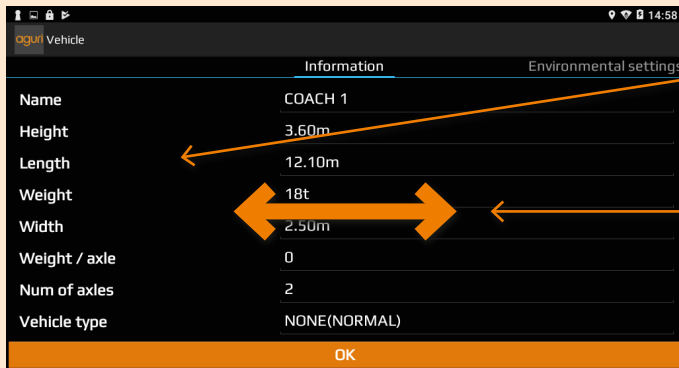 14:58
aguri Vehicle
Information Environmental settings
Name COACH 1
Height 3.60m
Length 12.10m
Weight 18t
Width 2.50m
Weight / axle 0
Num of axles 2
Vehicle type NONE(NORMAL)
OK